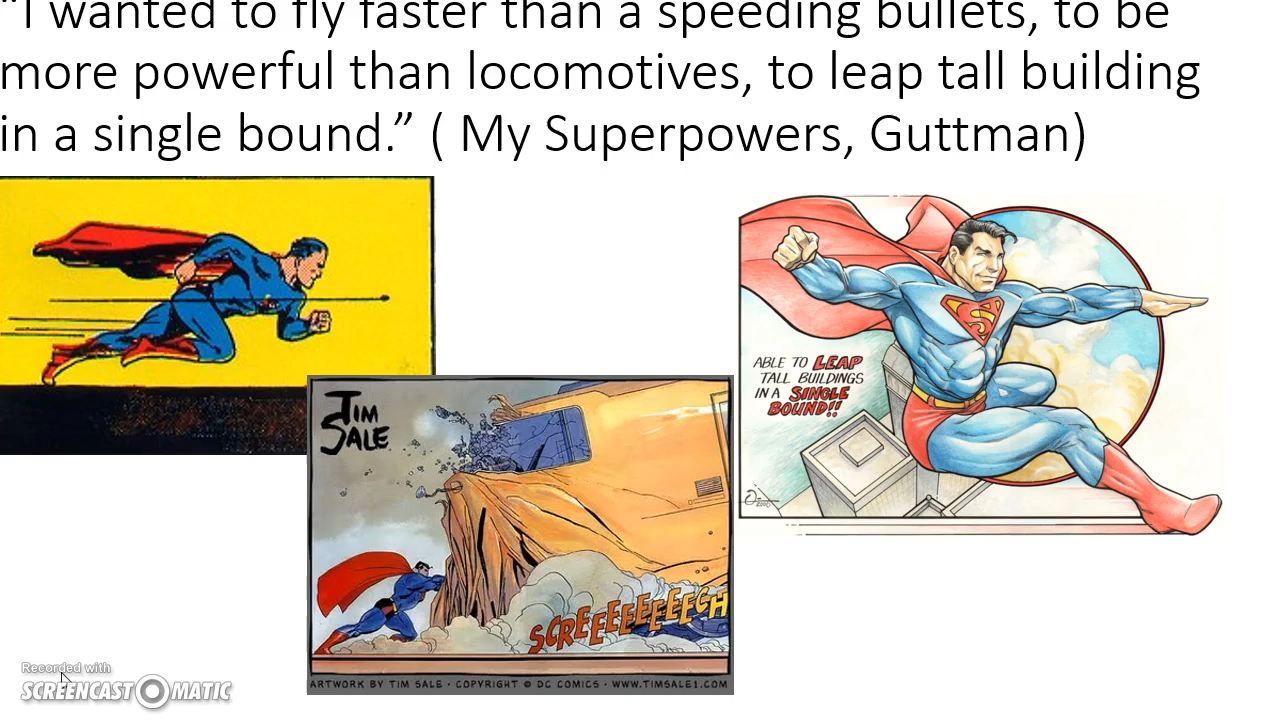 “I wanted to fly faster than a speeding bullets, to be
more powerful than locomotives, to leap tall building
in a single bound.” ( My Superpowers, Guttman)
ABLE TO LEAP
TALL BUILDINGS
IN A SINGLE
BOUND!!
TIM
SALE
SCREEEEEEEGH
ARTWORK BY TIM SALE · COPYRIGHT © DC COMICS · WWW.TIMSALE1.COM
Recorded with
SCREENCAST O MATIC